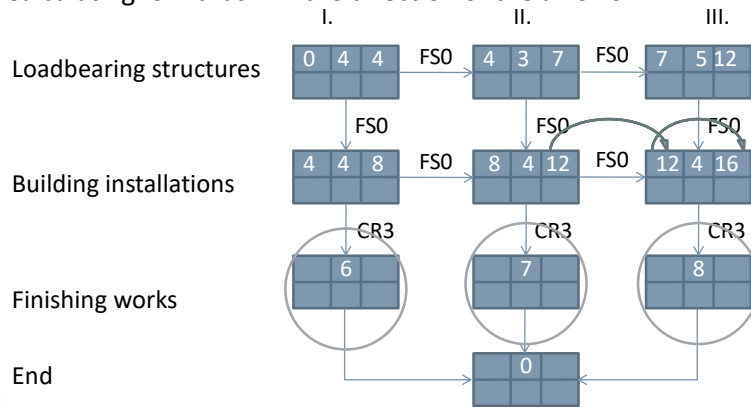 I. II. III.
Loadbearing structures 0 4 4 FS0 4 3 7 FS0 7 5 12
FS0 FS0 FS0
Building installations 4 4 8 FS0 8 4 12 FS0 12 4 16
CR3 CR3 CR3
Finishing works 6 7 8
End 0